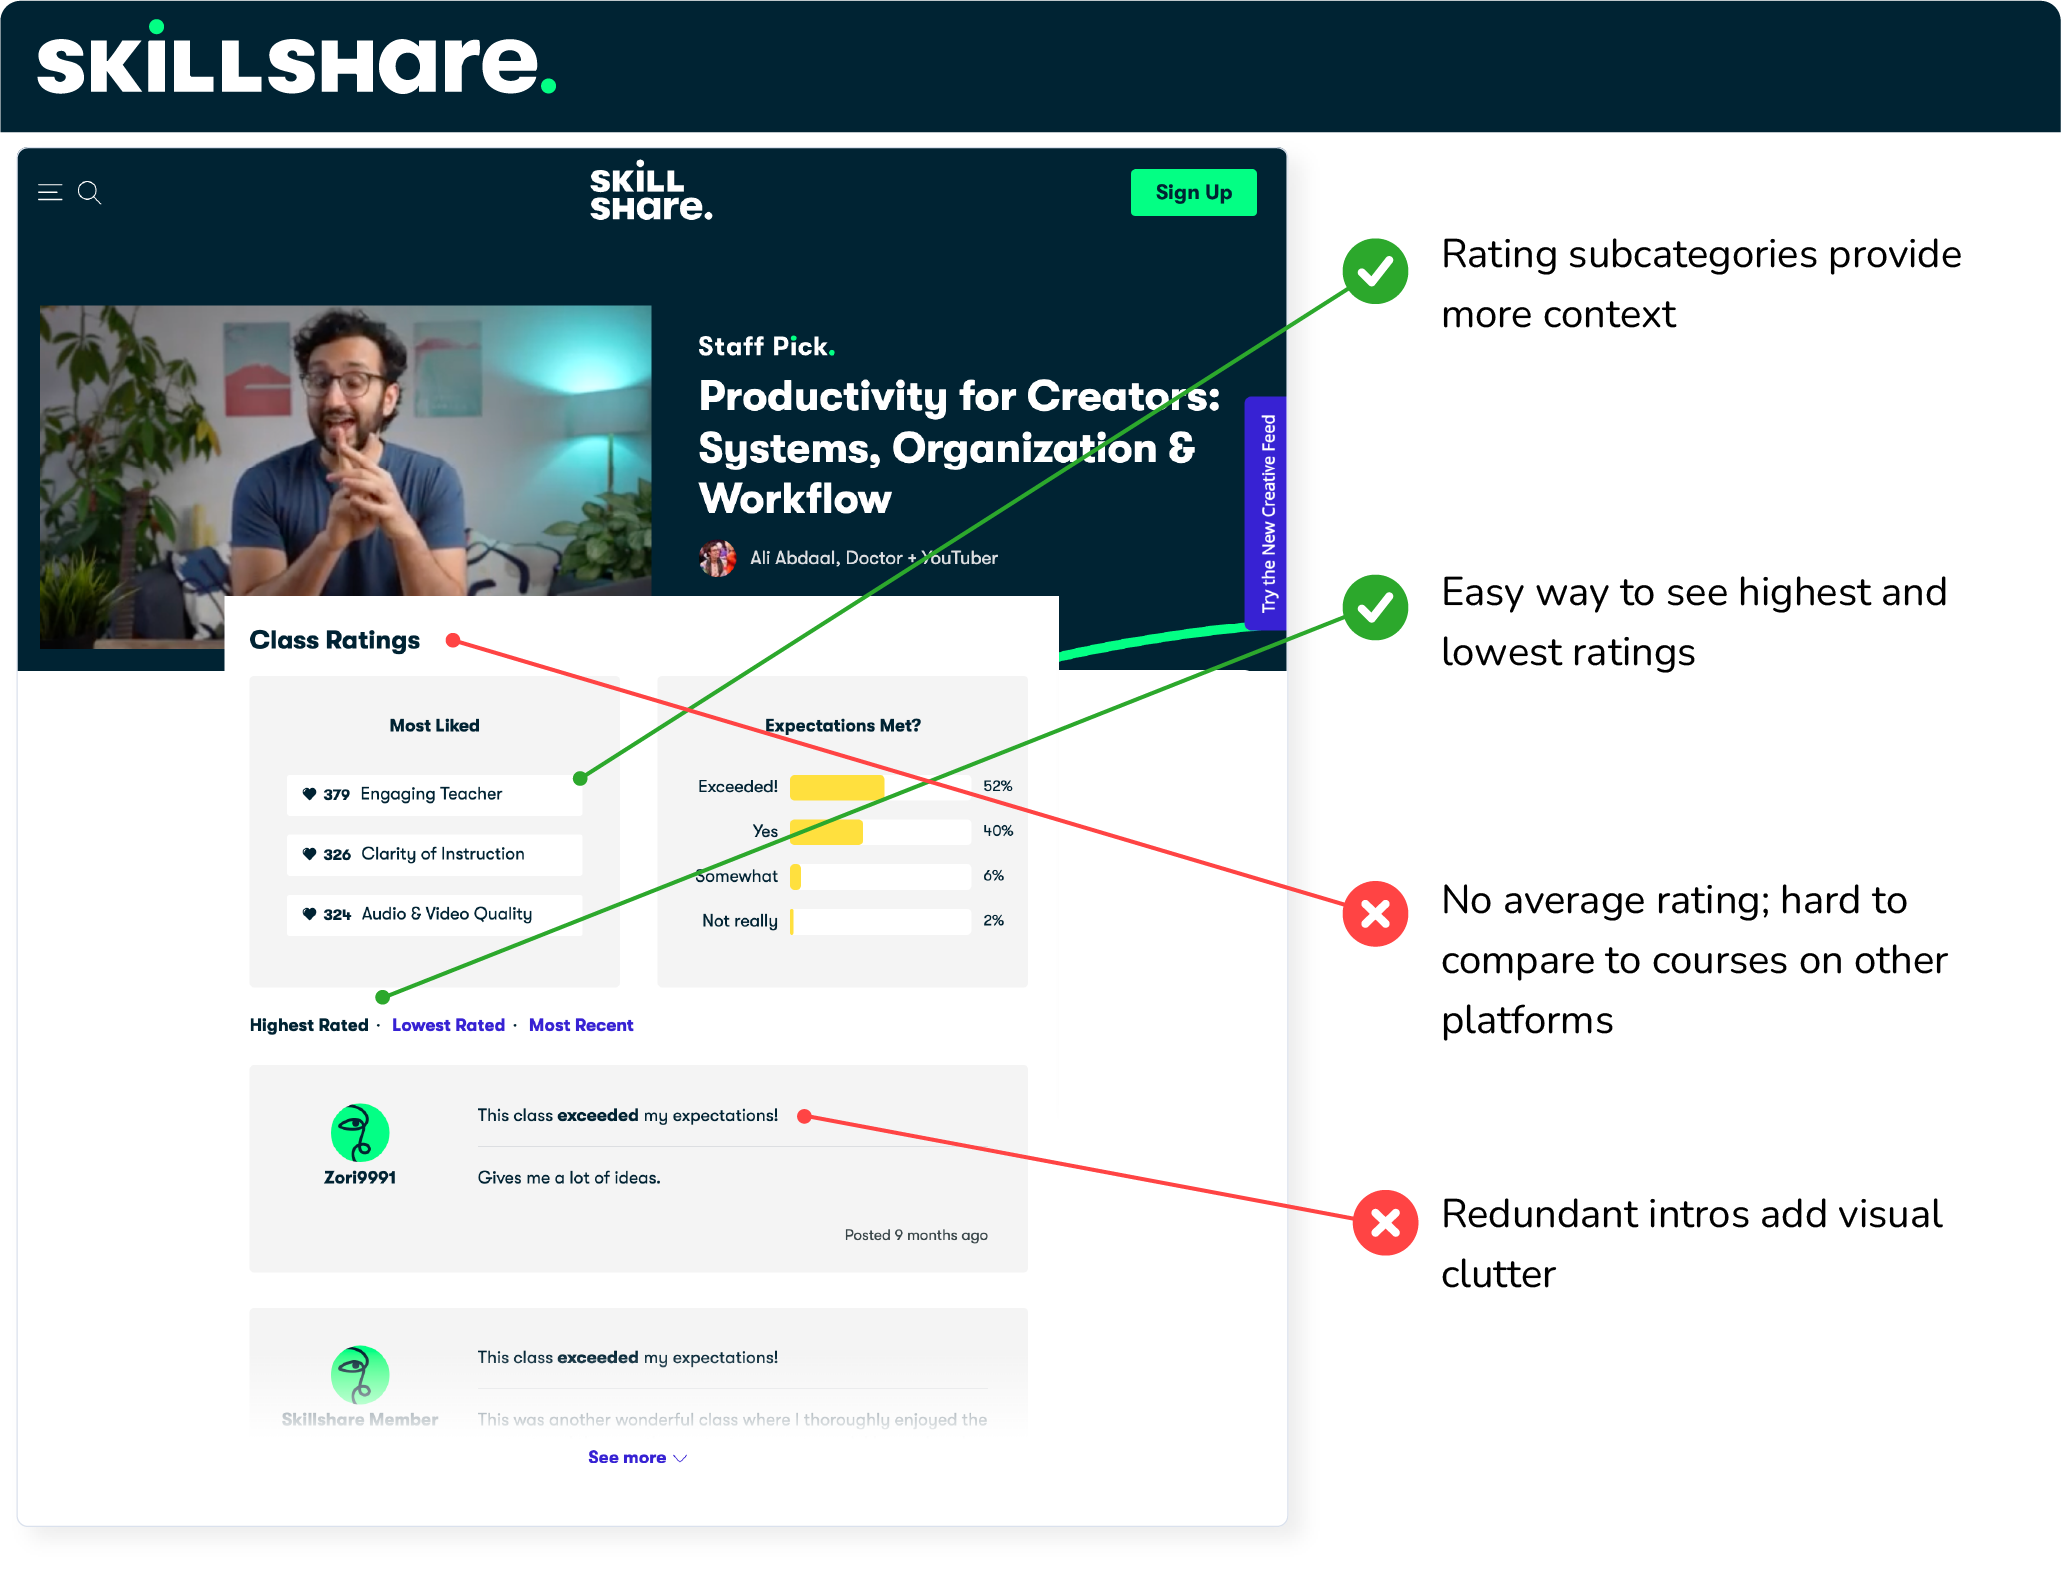 SKILLSHare.
SKILL
SHare.
Sign Up
Staff Pick.
Productivity for Creators:
Systems, Organization &
Workflow
Ali Abdaal, Doctor + YouTuber
Try the New Creative Feed
Class Ratings
Most Liked
379 Engaging Teacher
326 Clarity of Instruction
324 Audio & Video Quality
Expectations Met?
Exceeded! 52%
Yes 40%
Somewhat 6%
Not really 2%
Highest Rated · Lowest Rated · Most Recent
This class exceeded my expectations!
Zori9991
Gives me a lot of ideas.
Posted 9 months ago
This class exceeded my expectations!
Skillshare Member
This was another wonderful class where I thoroughly enjoyed the
See more
Rating subcategories provide
more context
Easy way to see highest and
lowest ratings
No average rating; hard to
compare to courses on other
platforms
Redundant intros add visual
clutter